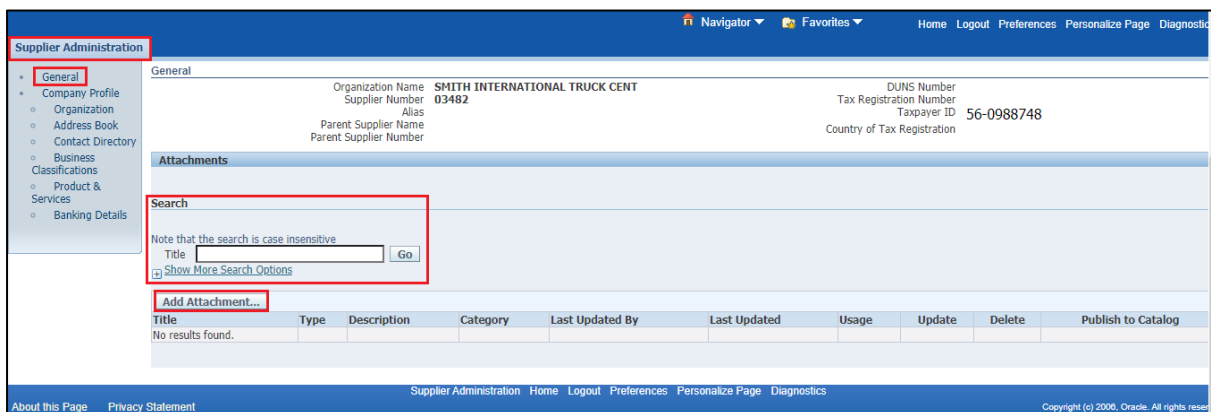 Navigator Favorites Home Logout Preferences Personalize Page
Supplier Administration
General
Company Profile
Organization
Address Book
Contact Directory
Business
Classifications
Product &
Services
Banking Details
General
Organization Name SMITH INTERNATIONAL TRUCK CENT
Supplier Number 03482
Alias
Parent Supplier Name
Parent Supplier Number
DUNS Number
Tax Registration Number
Taxpayer ID 56-0988748
Country of Tax Registration
Attachments
Search
Note that the search is case insensitive
Title Go
Show More Search Options
Add Attachment...
Title Type Description Category Last Updated By Last Updated Usage Update Delete Publish to Catalog
No results found.
Supplier Administration Home Logout Preferences Personalize Page Diagnostics
About this Page Privacy Statement Copyright (c) 2006, Oracle. All rights